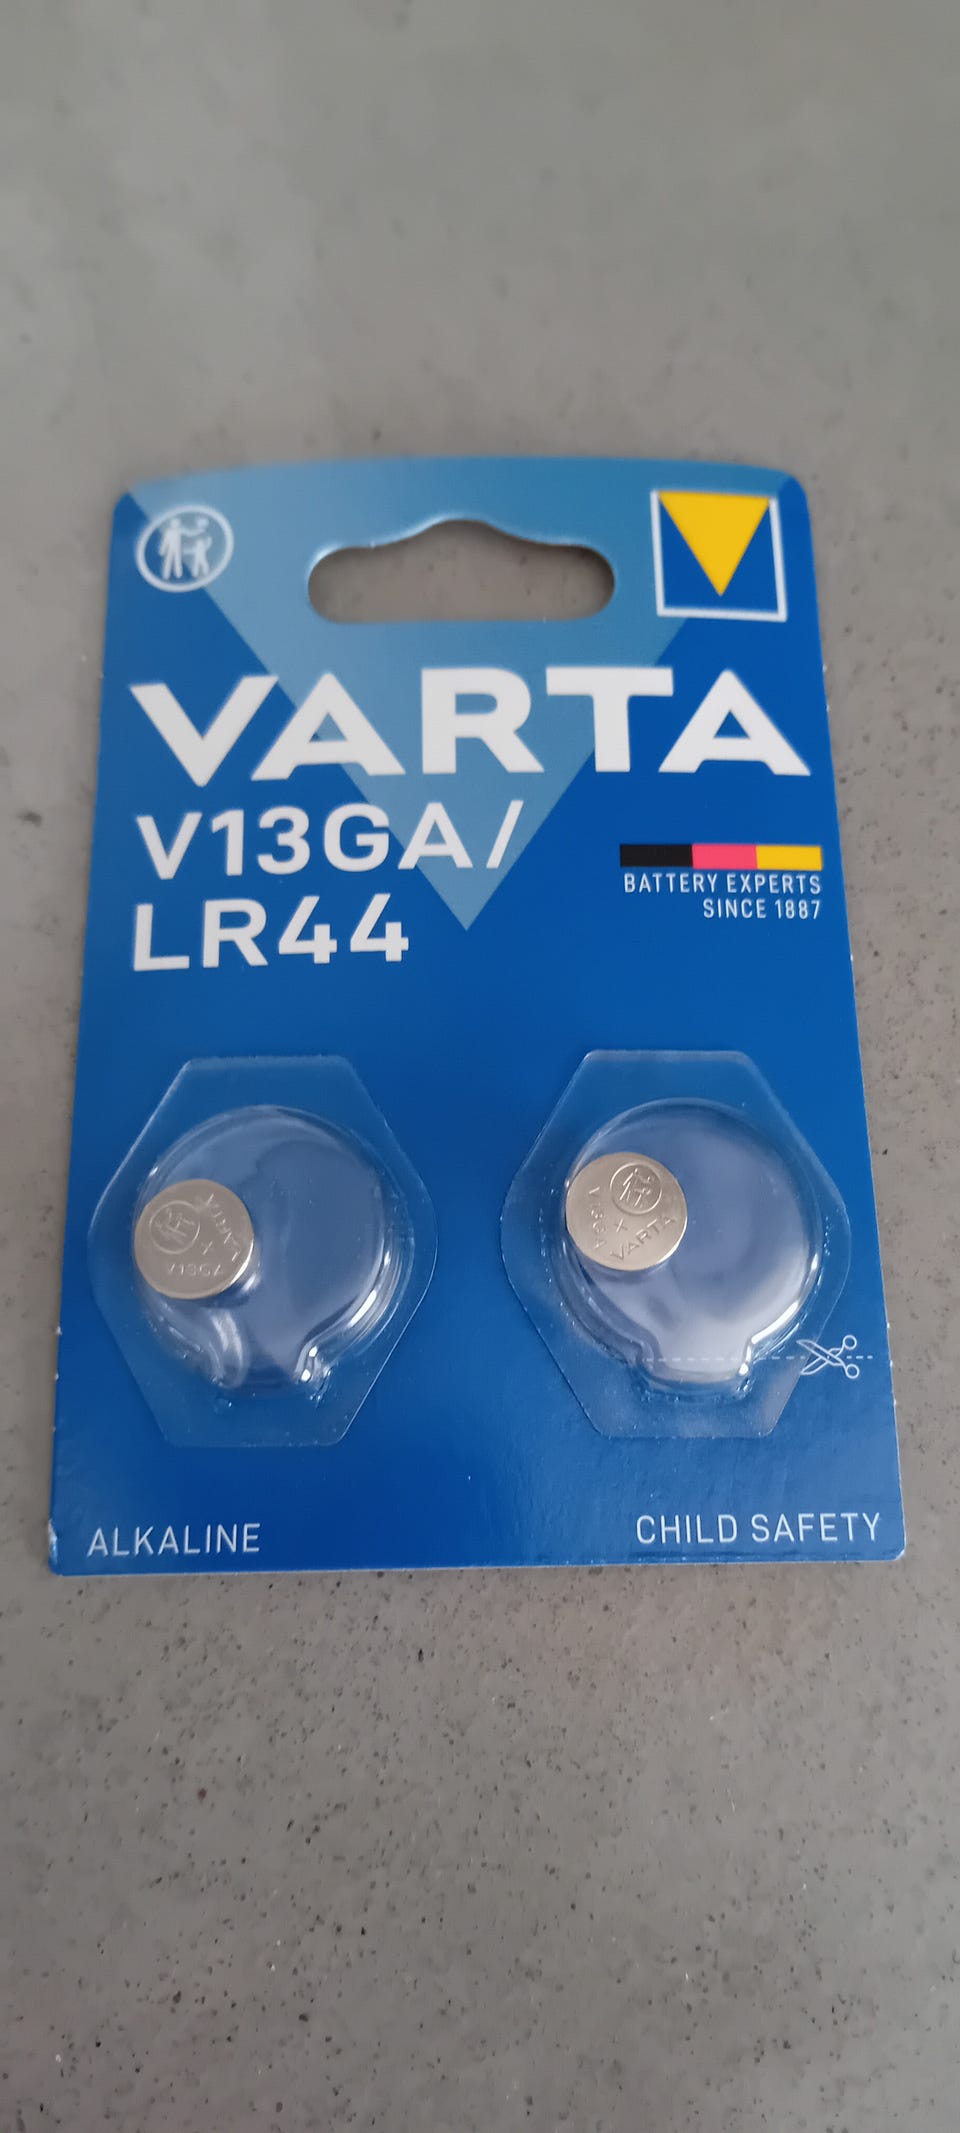 VARTA
V13GA/
LR44
BATTERY EXPERTS
SINCE 1887
VARTA
+
V13GA
V13GA
+
VARTA
ALKALINE
CHILD SAFETY